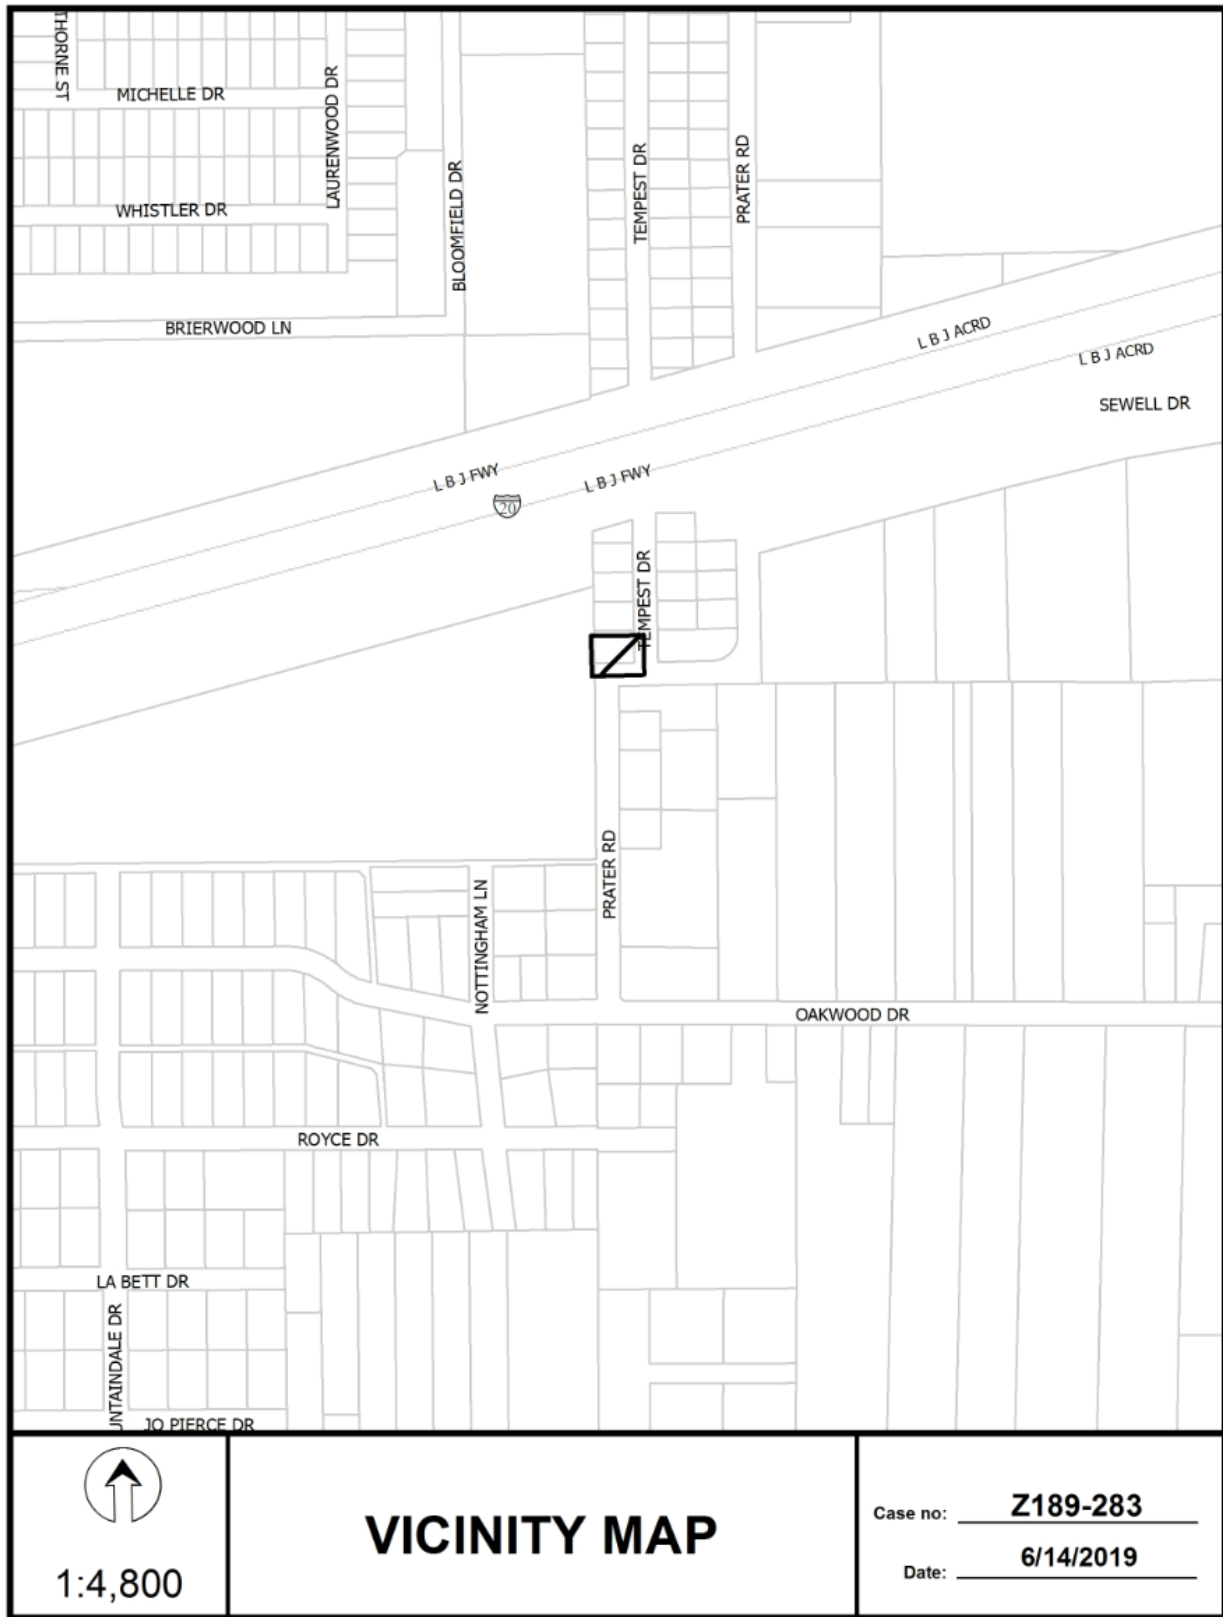 THORNE ST
MICHELLE DR
LAURENWOOD DR
WHISTLER DR
BLOOMFIELD DR
TEMPEST DR
PRATER RD
BRIERWOOD LN
L B J ACRD
L B J ACRD
SEWELL DR
L B J FWY
L B J FWY
20
TEMPEST DR
PRATER RD
NOTTINGHAM LN
OAKWOOD DR
ROYCE DR
LA BETT DR
UNTAINDALE DR
JO PIERCE DR
1:4,800
VICINITY MAP
Case no: Z189-283
Date: 6/14/2019